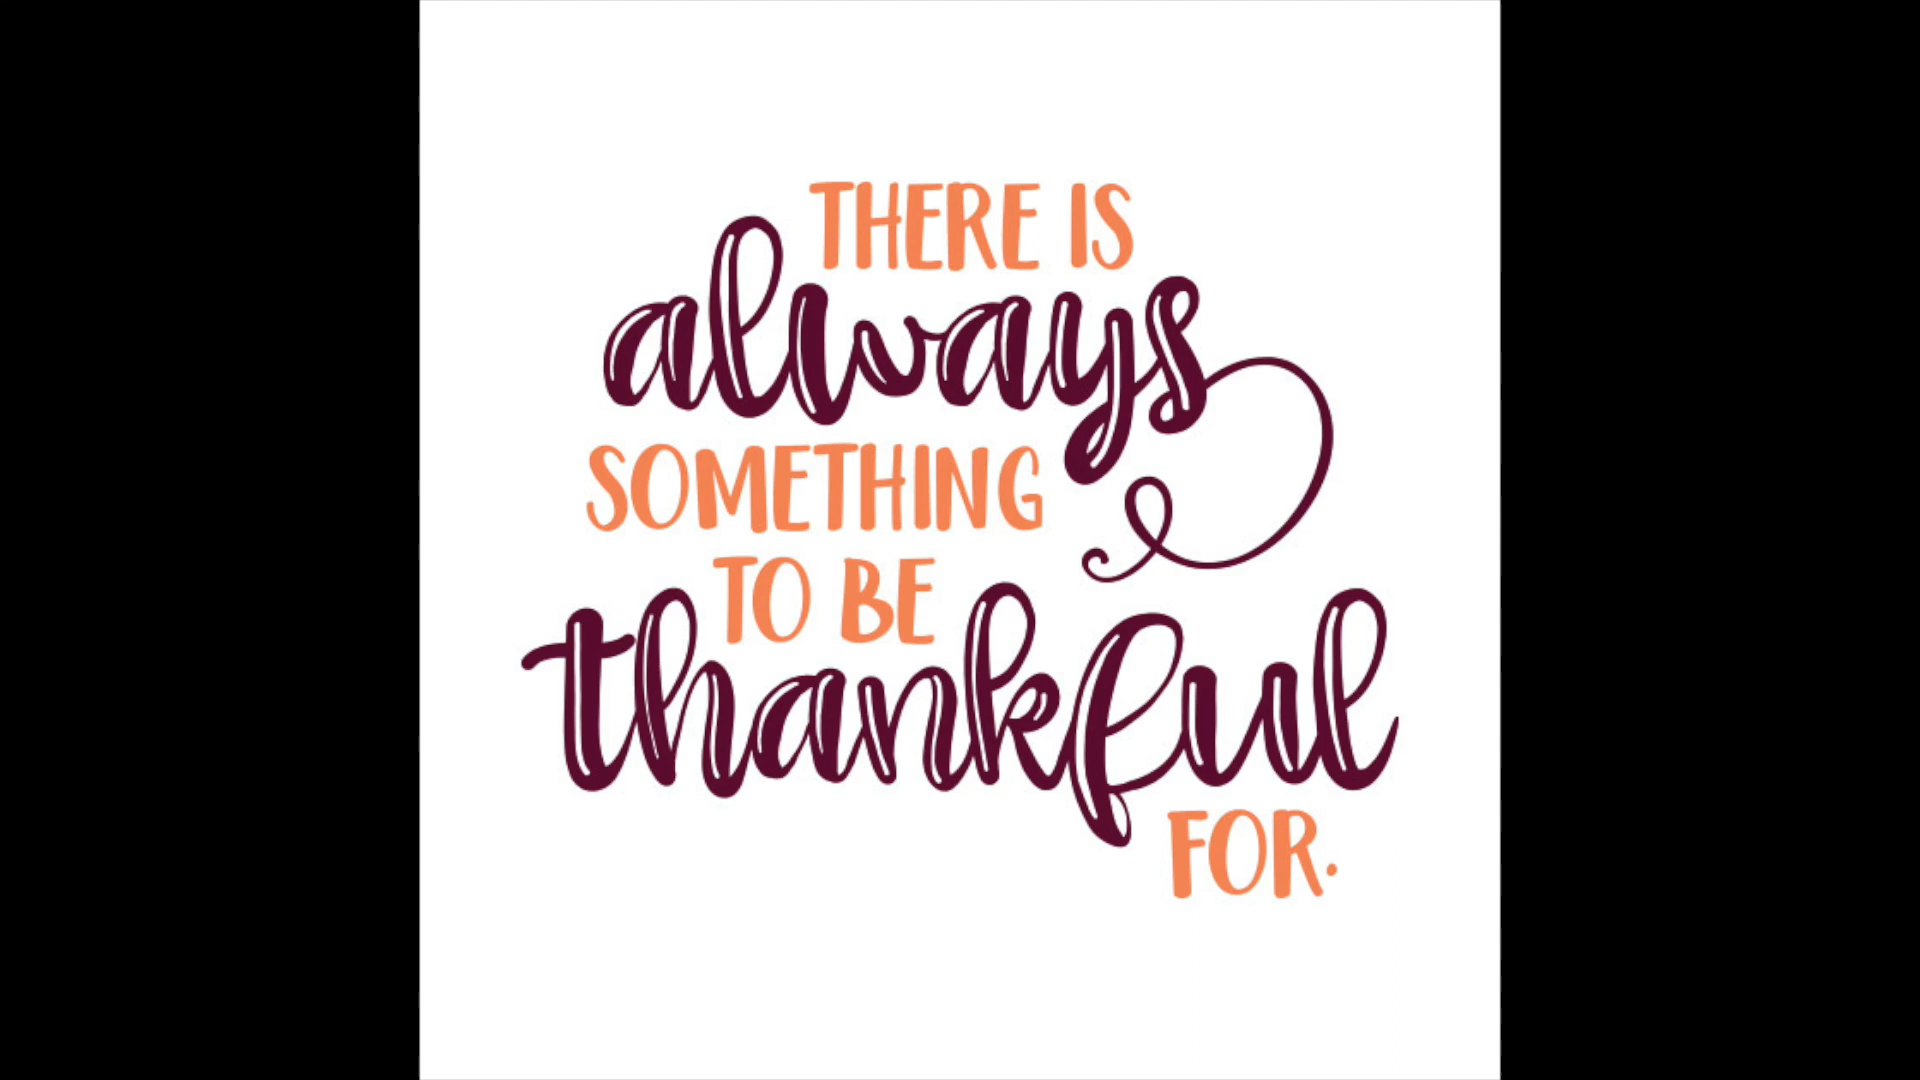 THERE IS
always
SOMETHING
TO BE
thankful
FOR.